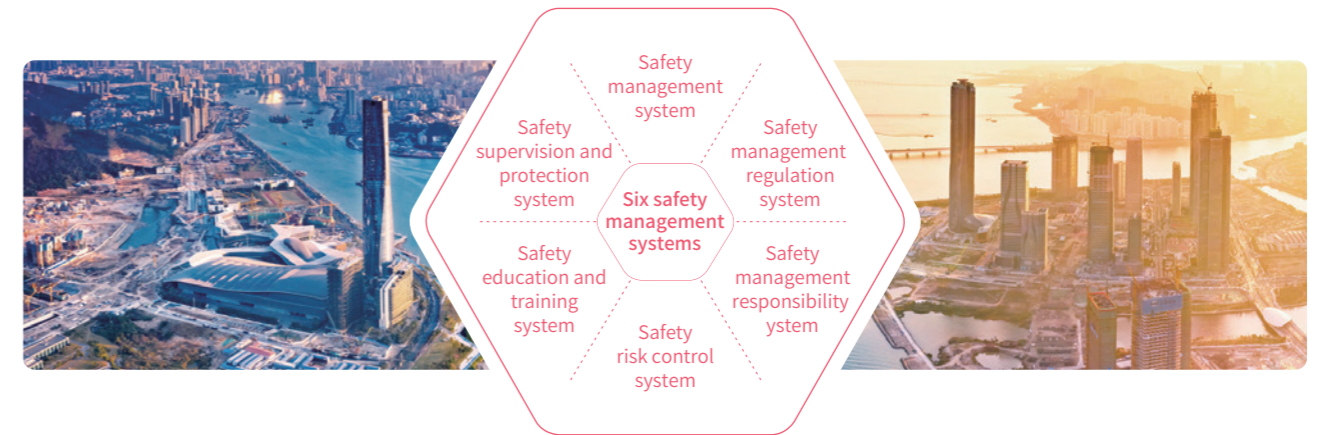 Safety
management
system
Safety
management
regulation
system
Safety
management
responsibility
ystem
Safety
risk control
system
Safety
education and
training
system
Safety
supervision and
protection
system
Six safety
management
systems